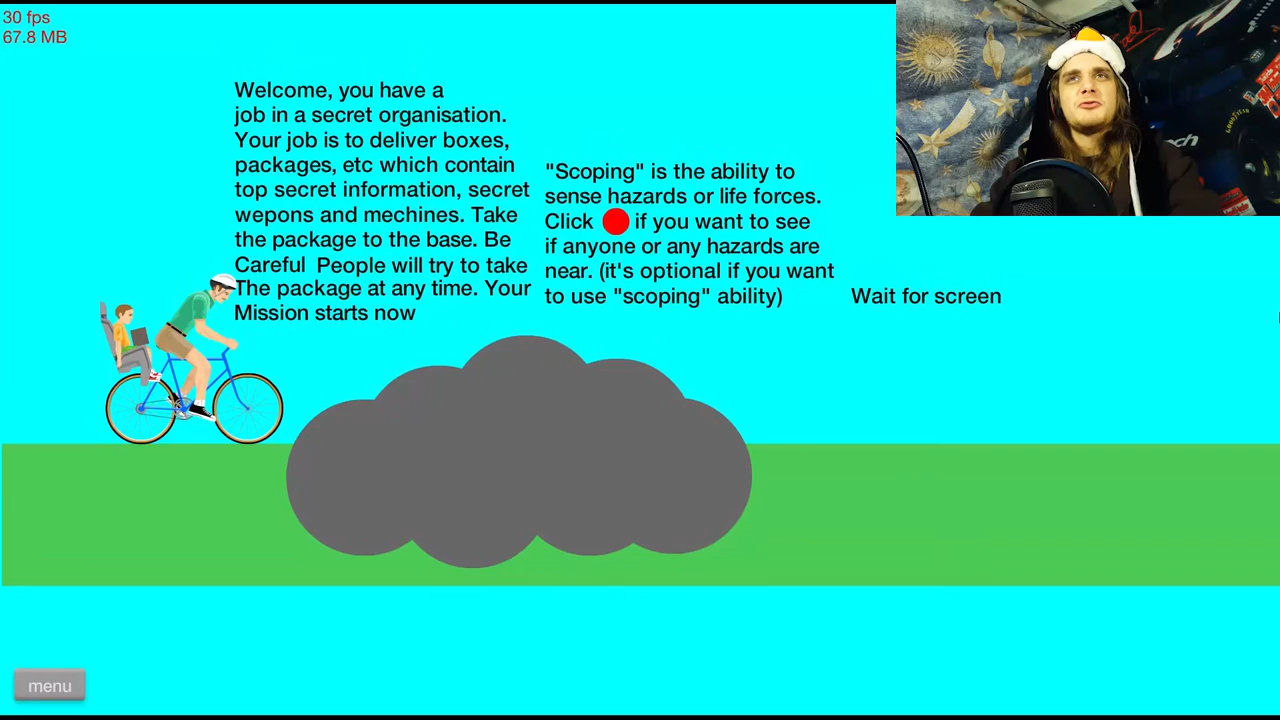 30 fps
67.8 MB
Welcome, you have a
job in a secret organisation.
Your job is to deliver boxes,
packages, etc which contain
top secret information, secret
wepons and mechines. Take
the package to the base. Be
Careful People will try to take
The package at any time. Your
Mission starts now
"Scoping" is the ability to
sense hazards or life forces.
Click if you want to see
if anyone or any hazards are
near. (it's optional if you want
to use "scoping" ability)
Wait for screen
GOODYEAR
menu